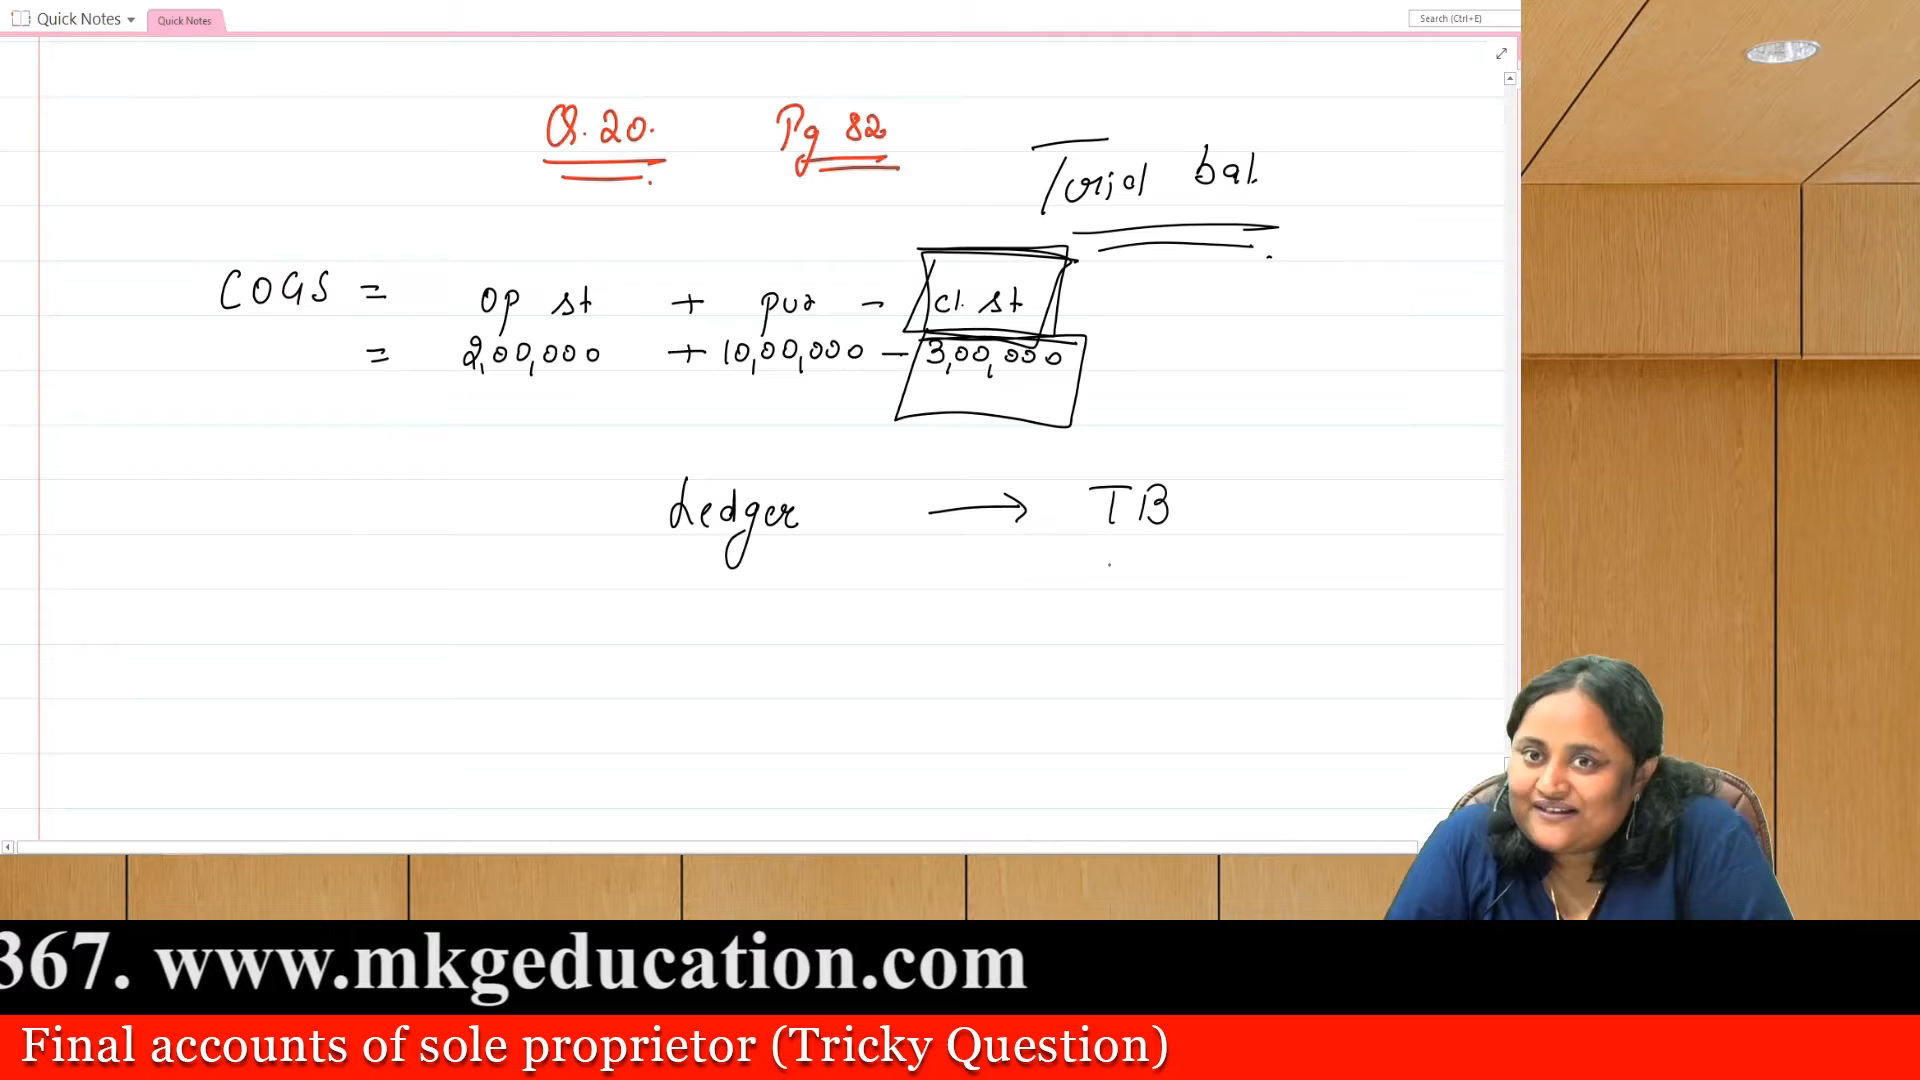 Quick Notes
Quick Notes
Search (Ctrl+E)
Q. 20. Pg 82
Trial bal.
COGS = Op st + pur - cl. st
= 2,00,000 + 10,00,000 - 3,00,000
Ledger → TB
367. www.mkgeducation.com
Final accounts of sole proprietor (Tricky Question)